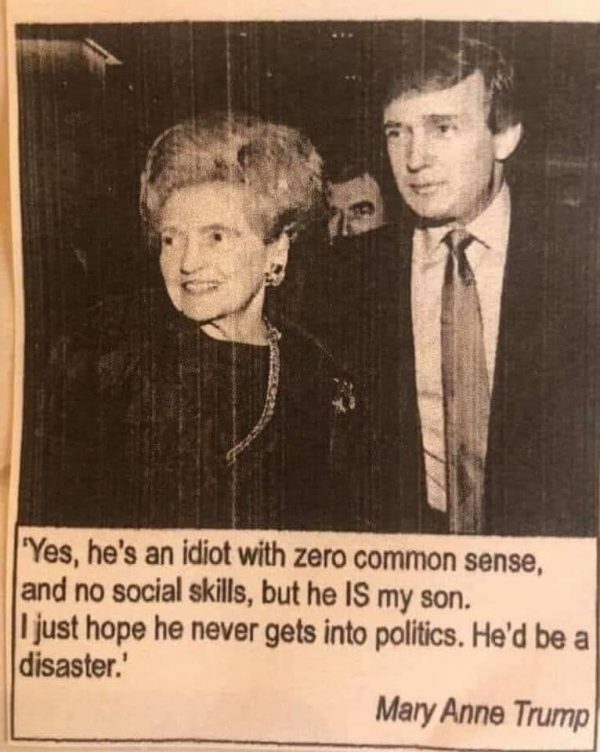 'Yes, he's an idiot with zero common sense,
and no social skills, but he IS my son.
I just hope he never gets into politics. He'd be a
disaster.'
Mary Anne Trump